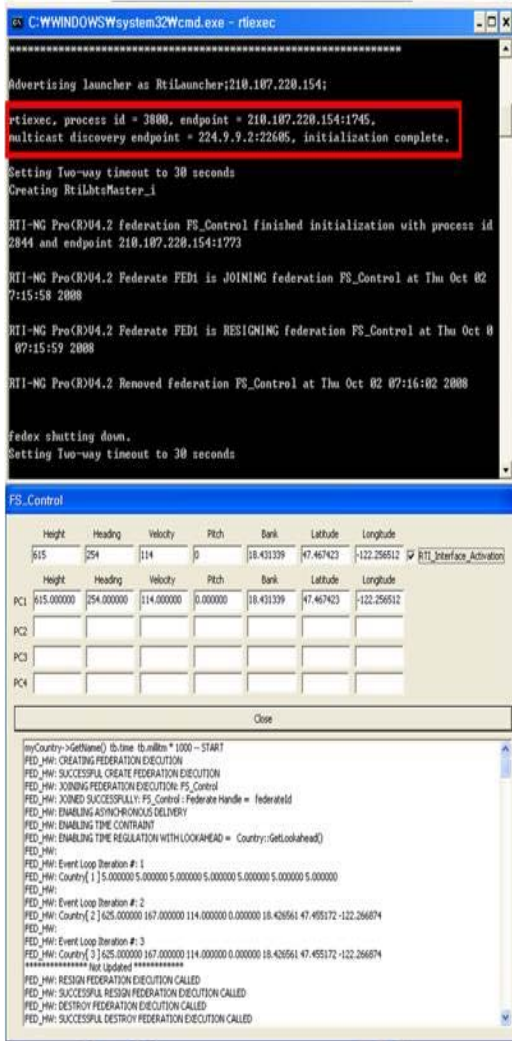 C:₩WINDOWS₩system32₩cmd.exe - rtiexec
****************************************************************
Advertising launcher as RtiLauncher;210.107.220.154;
rtiexec, process id = 3800, endpoint = 210.107.220.154:1745,
multicast discovery endpoint = 224.9.9.2:22605, initialization complete.
Setting Two-way timeout to 30 seconds
Creating RtiLbtsMaster_i
RTI-NG Pro(R)V4.2 federation FS_Control finished initialization with process id
2844 and endpoint 210.107.220.154:1773
RTI-NG Pro(R)V4.2 Federate FED1 is JOINING federation FS_Control at Thu Oct 02
7:15:58 2008
RTI-NG Pro(R)V4.2 Federate FED1 is RESIGNING federation FS_Control at Thu Oct 0
07:15:59 2008
RTI-NG Pro(R)V4.2 Removed federation FS_Control at Thu Oct 02 07:16:02 2008
fedex shutting down.
Setting Two-way timeout to 30 seconds
FS_Control
Height Heading Velocity Pitch Bank Latitude Longitude
615 254 114 0 18.431339 47.467423 -122.256512 RTI_Interface_Activation
Height Heading Velocity Pitch Bank Latitude Longitude
PC1 615.000000 254.000000 114.000000 0.000000 18.431339 47.467423 -122.256512
PC2
PC3
PC4
Close
myCountry->GetName() tb.time tb.millitm * 1000 -- START
FED_HW: CREATING FEDERATION EXECUTION
FED_HW: SUCCESSFUL CREATE FEDERATION EXECUTION
FED_HW: JOINING FEDERATION EXECUTION: FS_Control
FED_HW: JOINED SUCCESSFULLY: FS_Control : Federate Handle = federateId
FED_HW: ENABLING ASYNCHRONOUS DELIVERY
FED_HW: ENABLING TIME CONTRAINT
FED_HW: ENABLING TIME REGULATION WITH LOOKAHEAD = Country::GetLookahead()
FED_HW:
FED_HW: Event Loop Iteration #: 1
FED_HW: Country[ 1 ] 5.000000 5.000000 5.000000 5.000000 5.000000 5.000000 5.000000
FED_HW:
FED_HW: Event Loop Iteration #: 2
FED_HW: Country[ 2 ] 625.000000 167.000000 114.000000 0.000000 18.426561 47.455172 -122.266874
FED_HW:
FED_HW: Event Loop Iteration #: 3
FED_HW: Country[ 3 ] 625.000000 167.000000 114.000000 0.000000 18.426561 47.455172 -122.266874
**************** Not Updated *************
FED_HW: RESIGN FEDERATION EXECUTION CALLED
FED_HW: SUCCESSFUL RESIGN FEDERATION EXECUTION CALLED
FED_HW: DESTROY FEDERATION EXECUTION CALLED
FED_HW: SUCCESSFUL DESTROY FEDERATION EXECUTION CALLED